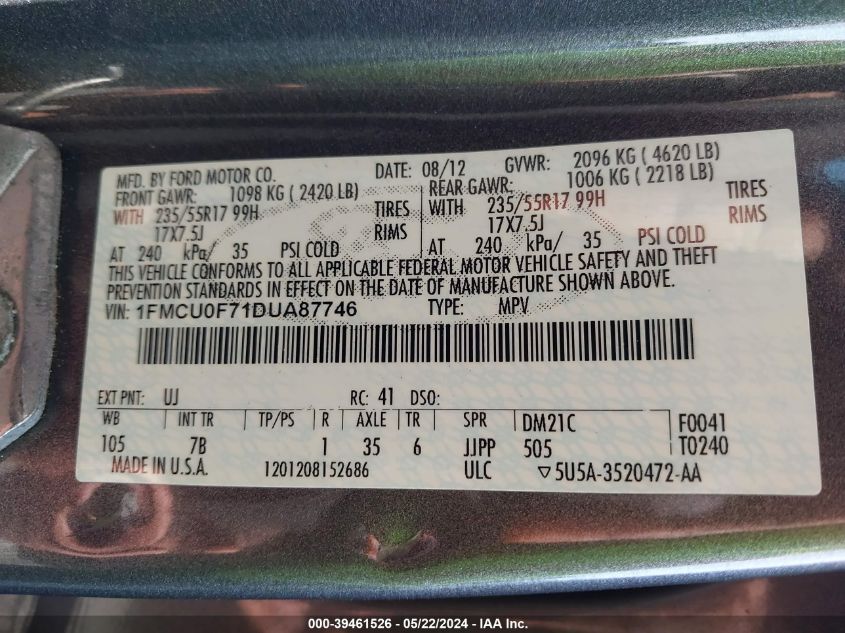 MFD. BY FORD MOTOR CO. DATE: 08/12 GVWR: 2096 KG ( 4620 LB)
FRONT GAWR: 1098 KG ( 2420 LB) REAR GAWR: 1006 KG ( 2218 LB)
WITH 235/55R17 99H TIRES WITH 235/55R17 99H TIRES
17X7.5J RIMS 17X7.5J RIMS
AT 240 kPa/ 35 PSI COLD AT 240 kPa/ 35 PSI COLD
THIS VEHICLE CONFORMS TO ALL APPLICABLE FEDERAL MOTOR VEHICLE SAFETY AND THEFT
PREVENTION STANDARDS IN EFFECT ON THE DATE OF MANUFACTURE SHOWN ABOVE.
VIN: 1FMCU0F71DUA87746 TYPE: MPV
EXT PNT: UJ RC: 41 DSO:
WB INT TR TP/PS R AXLE TR SPR DM21C F0041
105 7B 1 35 6 JJPP 505 T0240
MADE IN U.S.A. 1201208152686 ULC ▽5U5A-3520472-AA
000-39461526 - 05/22/2024 - IAA Inc.